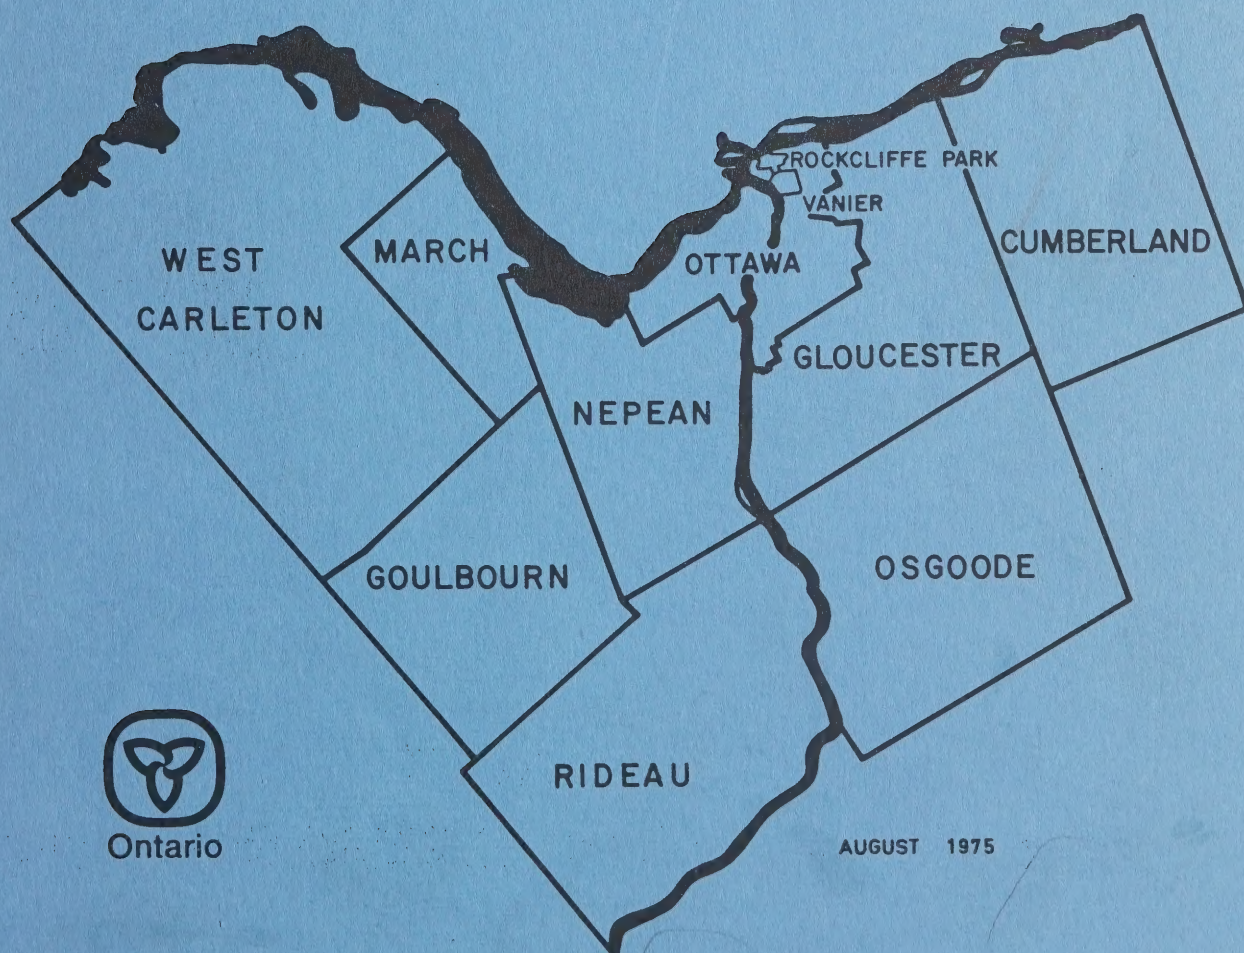 ROCKCLIFFE PARK
VANIER
CUMBERLAND
WEST
CARLETON
MARCH
OTTAWA
GLOUCESTER
NEPEAN
GOULBOURN
OSGOODE
RIDEAU
Ontario
AUGUST 1975